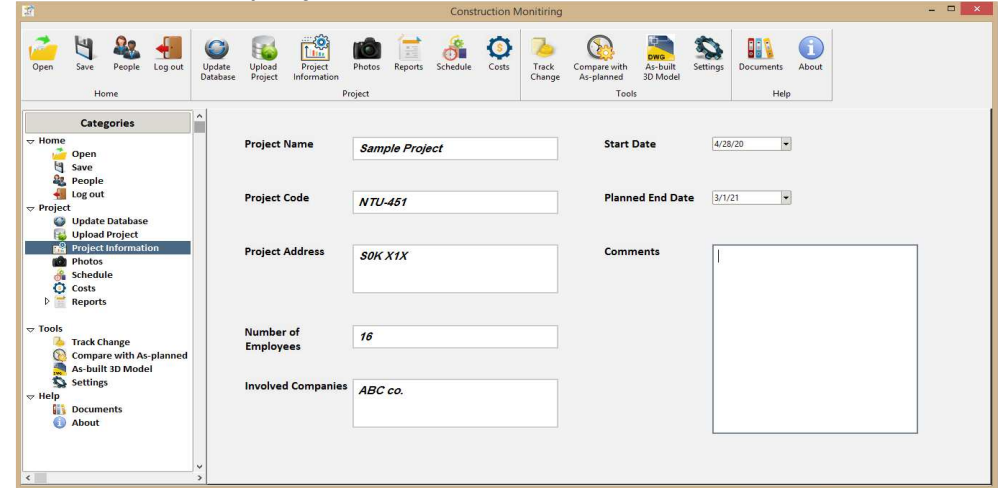 Construction Monitiring
Open Save People Log out Update Database Upload Project Project Information Photos Reports Schedule Costs Track Change Compare with As-planned DWG As-built 3D Model Settings Documents About
Home Project Tools Help
Categories
Home
Open
Save
People
Log out
Project
Update Database
Upload Project
Project Information
Photos
Schedule
Costs
Reports
Tools
Track Change
Compare with As-planned
As-built 3D Model
Settings
Help
Documents
About
Project Name Sample Project Start Date 4/28/20
Project Code NTU-451 Planned End Date 3/1/21
Project Address S0K X1X Comments
Number of
Employees 16
Involved Companies ABC co.